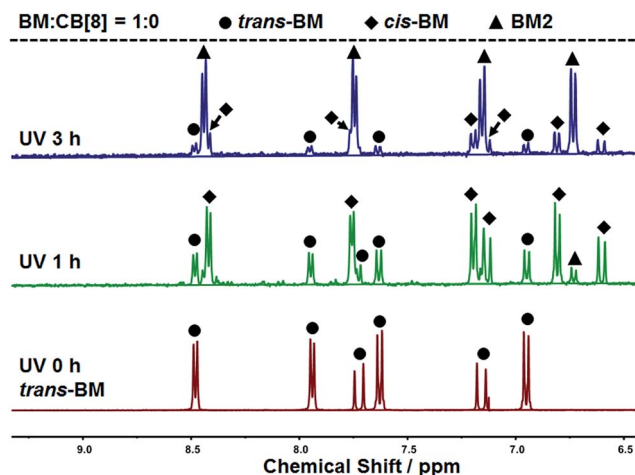 BM:CB[8] = 1:0 ● trans-BM ◆ cis-BM ▲ BM2
UV 3 h
UV 1 h
UV 0 h
trans-BM
9.0 8.5 8.0 7.5 7.0 6.5
Chemical Shift / ppm